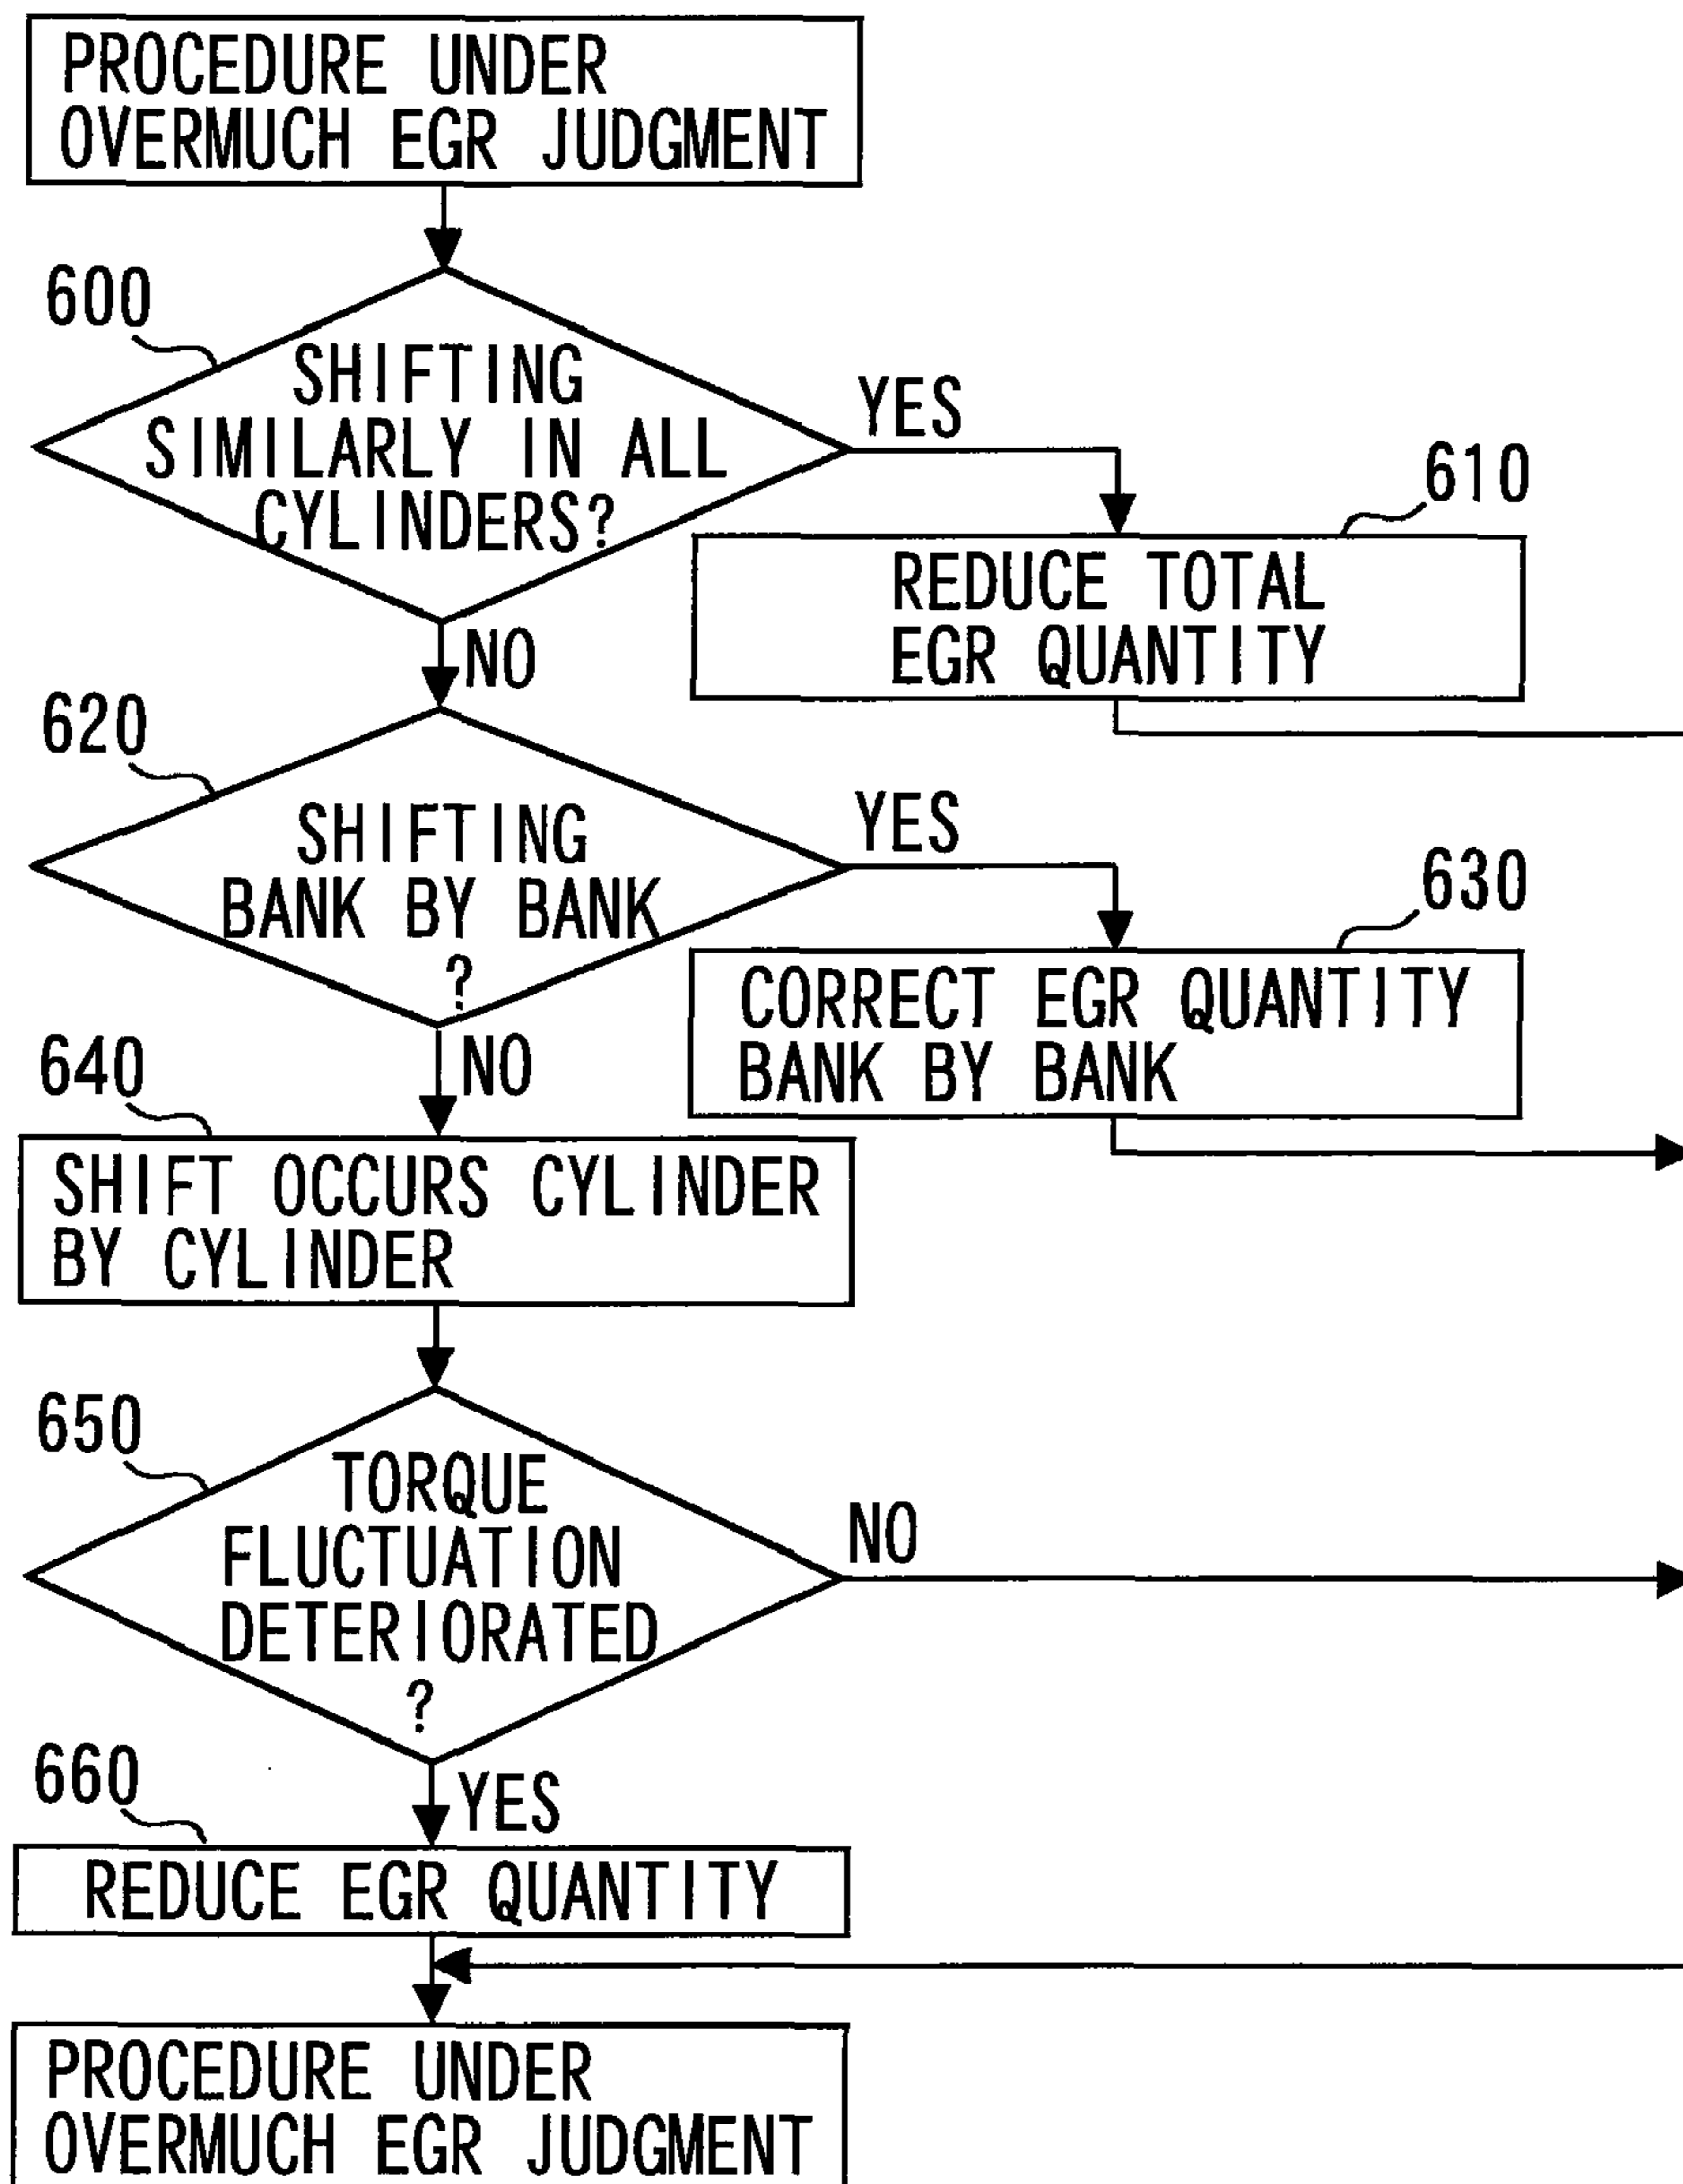 PROCEDURE UNDER
OVERMUCH EGR JUDGMENT
600
SHIFTING
SIMILARLY IN ALL
CYLINDERS?
YES
610
REDUCE TOTAL
EGR QUANTITY
NO
620
SHIFTING
BANK BY BANK
?
YES
630
CORRECT EGR QUANTITY
BANK BY BANK
NO
640
SHIFT OCCURS CYLINDER
BY CYLINDER
650
TORQUE
FLUCTUATION
DETERIORATED
?
NO
YES
660
REDUCE EGR QUANTITY
PROCEDURE UNDER
OVERMUCH EGR JUDGMENT